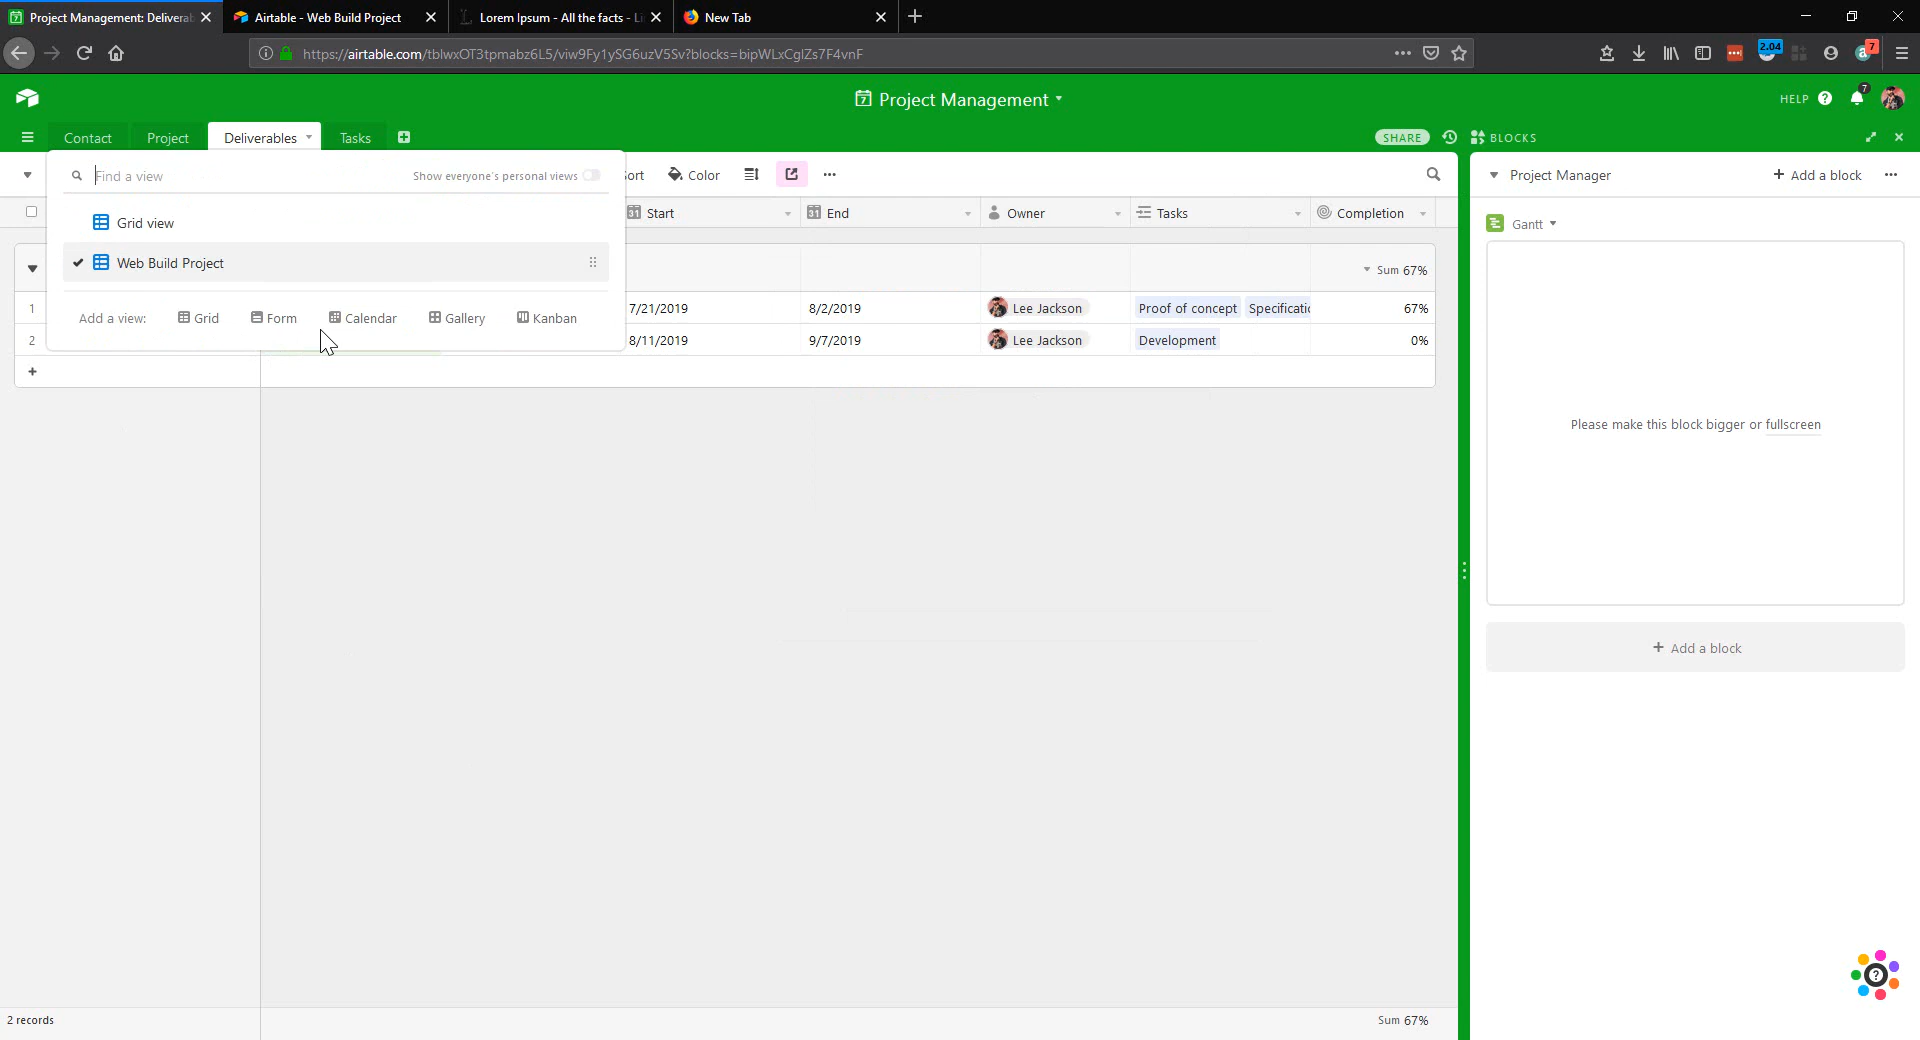 Project Management: Deliverab
Airtable - Web Build Project
Lorem Ipsum - All the facts - Li
New Tab
https://airtable.com/tblwxOT3tpmabz6L5/viw9Fy1ySG6uzV5Sv?blocks=bipWLxCglZs7F4vnF
2.04
7
Project Management
HELP
7
Contact
Project
Deliverables
Tasks
SHARE
BLOCKS
Find a view
Show everyone's personal views
ort
Color
Project Manager
+ Add a block
Grid view
Start
End
Owner
Tasks
Completion
Gantt
Web Build Project
Sum 67%
Add a view:
Grid
Form
Calendar
Gallery
Kanban
1
7/21/2019
8/2/2019
Lee Jackson
Proof of concept
Specificatio
67%
2
8/11/2019
9/7/2019
Lee Jackson
Development
0%
+
Please make this block bigger or fullscreen
+ Add a block
2 records
Sum 67%